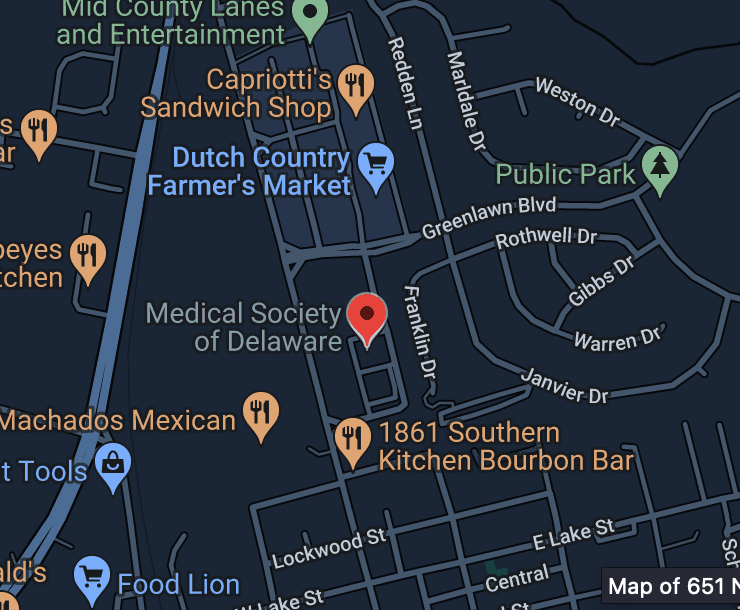 Mid County Lanes
and Entertainment
Capriotti's
Sandwich Shop
Redden Ln
Marldale Dr
Weston Dr
Dutch Country
Farmer's Market
Public Park
Greenlawn Blvd
Rothwell Dr
Gibbs Dr
peyes
tchen
Medical Society
of Delaware
Franklin Dr
Warren Dr
Janvier Dr
Machados Mexican
1861 Southern
Kitchen Bourbon Bar
t Tools
Lockwood St
E Lake St
Central
ald's
Food Lion
W Lake St
Map of 651 N